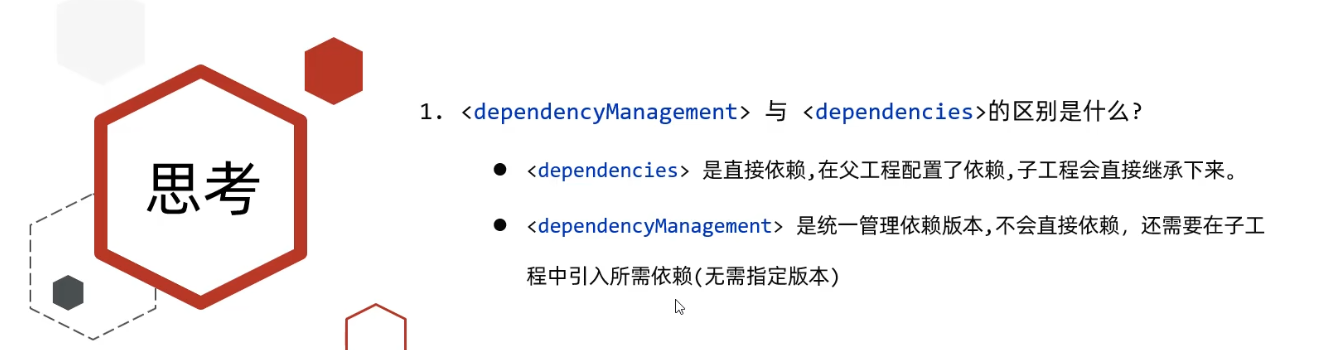 思考
1. <dependencyManagement> 与 <dependencies>的区别是什么?
● <dependencies> 是直接依赖,在父工程配置了依赖,子工程会直接继承下来。
● <dependencyManagement> 是统一管理依赖版本,不会直接依赖，还需要在子工
程中引入所需依赖(无需指定版本)